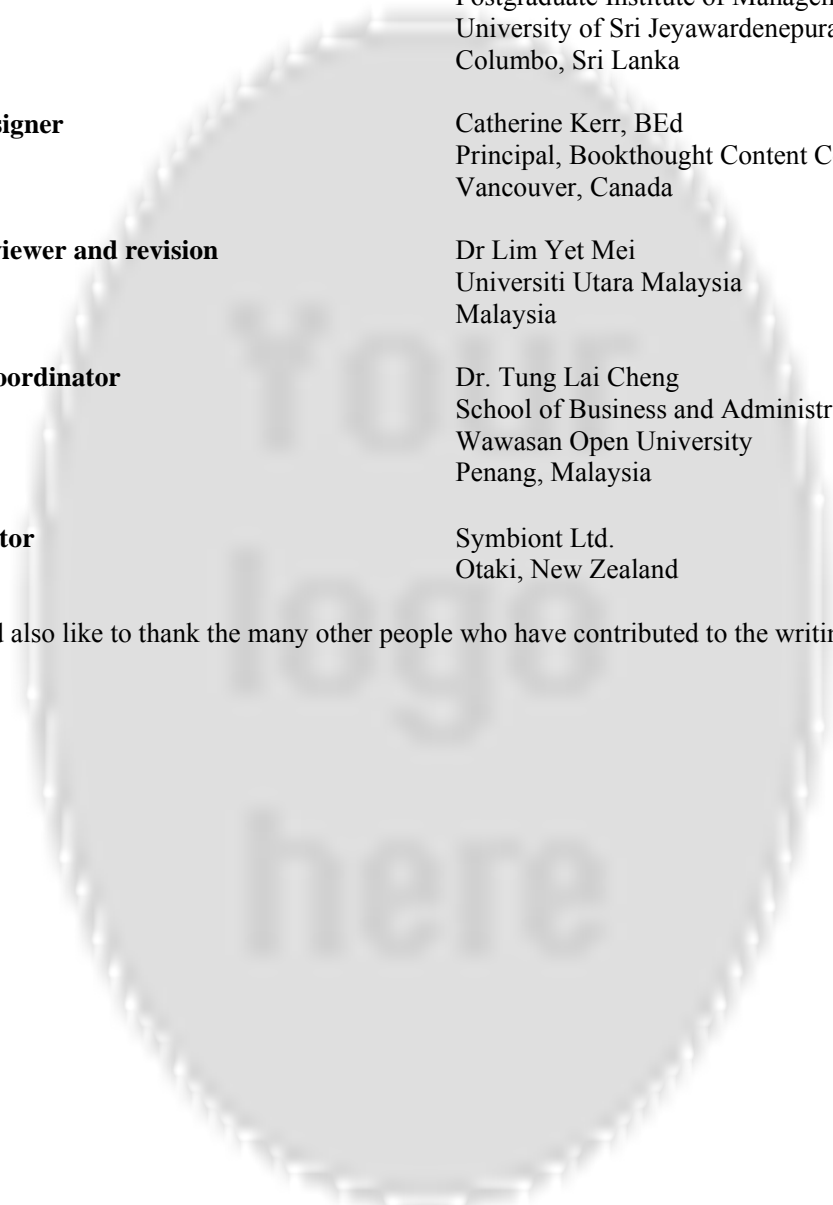 Postgraduate Institute of Managem
University of Sri Jeyawardenepura
Columbo, Sri Lanka
signer Catherine Kerr, BEd
Principal, Bookthought Content C
Vancouver, Canada
viewer and revision Dr Lim Yet Mei
Universiti Utara Malaysia
Malaysia
oordinator Dr. Tung Lai Cheng
School of Business and Administr
Wawasan Open University
Penang, Malaysia
tor Symbiont Ltd.
Otaki, New Zealand
d also like to thank the many other people who have contributed to the writin
Your
logo
here